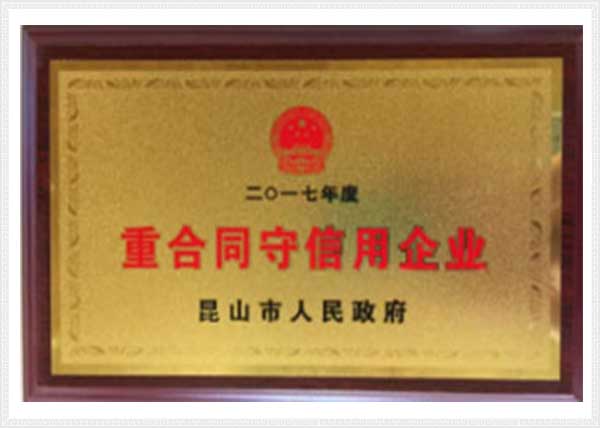 二〇一七年度
重合同守信用企业
昆山市人民政府